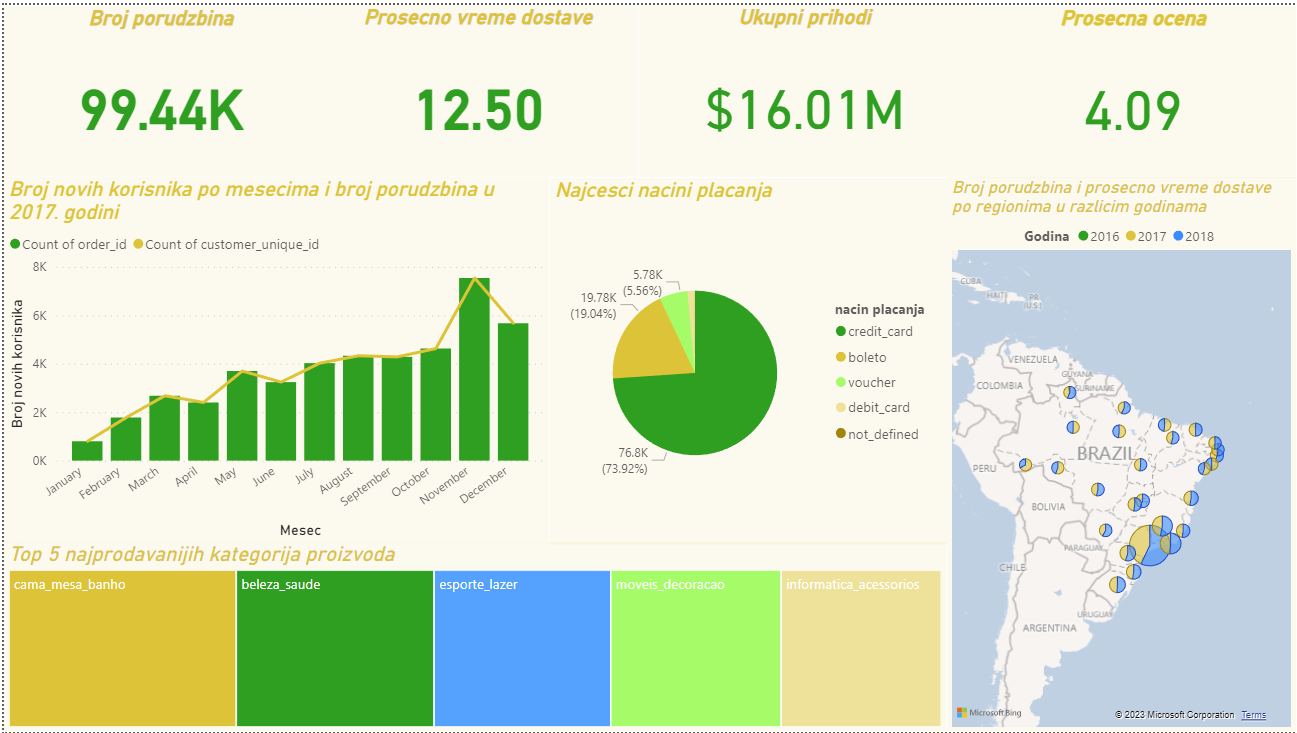 Broj porudzbina
Prosecno vreme dostave
Ukupni prihodi
Prosecna ocena
99.44K
12.50
$16.01M
4.09
Broj novih korisnika po mesecima i broj porudzbina u
2017. godini
Count of order_id
Count of customer_unique_id
8K
6K
4K
2K
0K
Broj novih korisnika
January
February
March
April
May
June
July
August
September
October
November
December
Mesec
Najcesci nacini placanja
5.78K
(5.56%)
19.78K
(19.04%)
76.8K
(73.92%)
nacin placanja
credit_card
boleto
voucher
debit_card
not_defined
Broj porudzbina i prosecno vreme dostave
po regionima u razlicim godinama
Godina 2016 2017 2018
CUBA
HAITI
PR
(U.S.)
VENEZUELA
GUYANA
SURINAME
COLOMBIA
BRAZIL
PERU
BOLIVIA
PARAGUAY
CHILE
URUGUAY
ARGENTINA
Microsoft Bing
© 2023 Microsoft Corporation Terms
Top 5 najprodavanijih kategorija proizvoda
cama_mesa_banho
beleza_saude
esporte_lazer
moveis_decoracao
informatica_acessorios